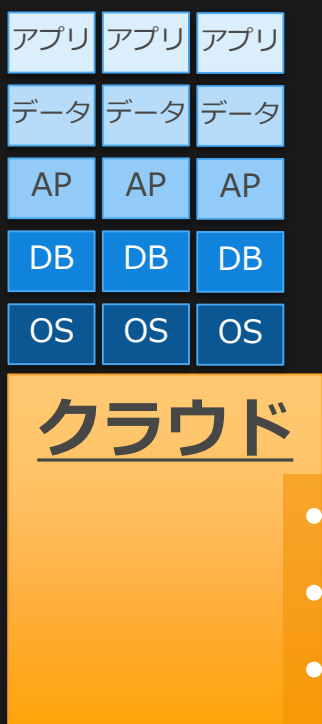 アプリ アプリ アプリ
データ データ データ
AP AP AP
DB DB DB
OS OS OS
クラウド